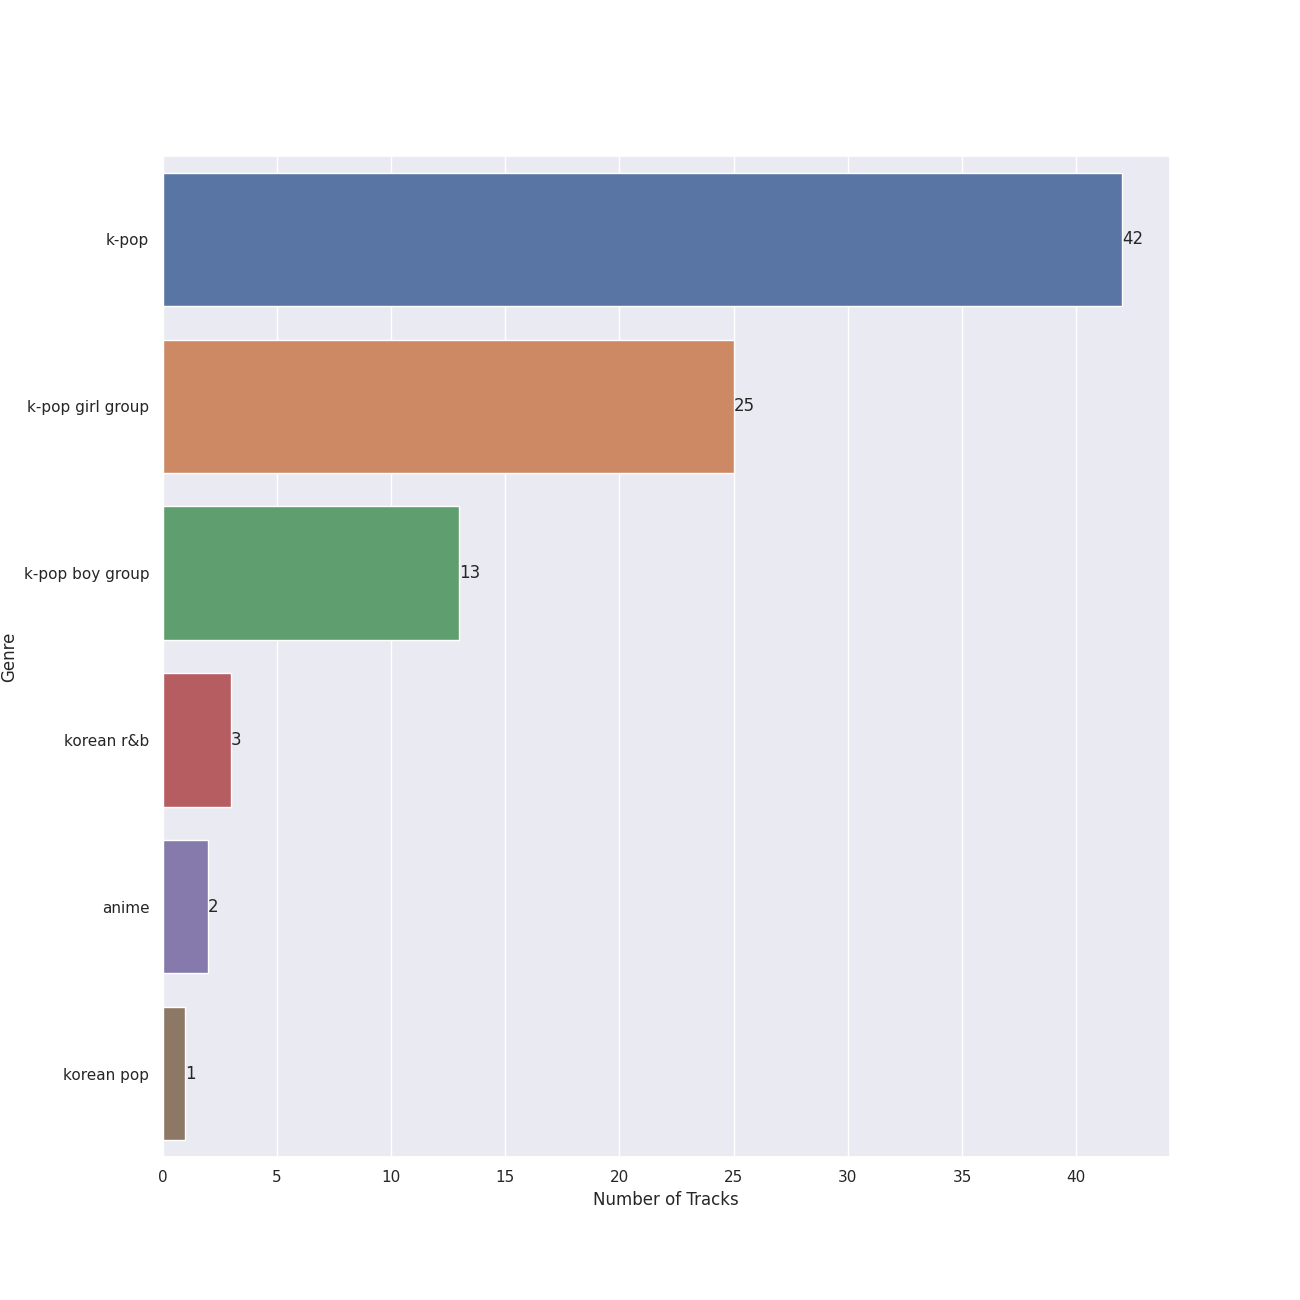 k-pop
42
k-pop girl group
25
k-pop boy group
13
Genre
korean r&b
3
anime
2
korean pop
1
0 5 10 15 20 25 30 35 40
Number of Tracks